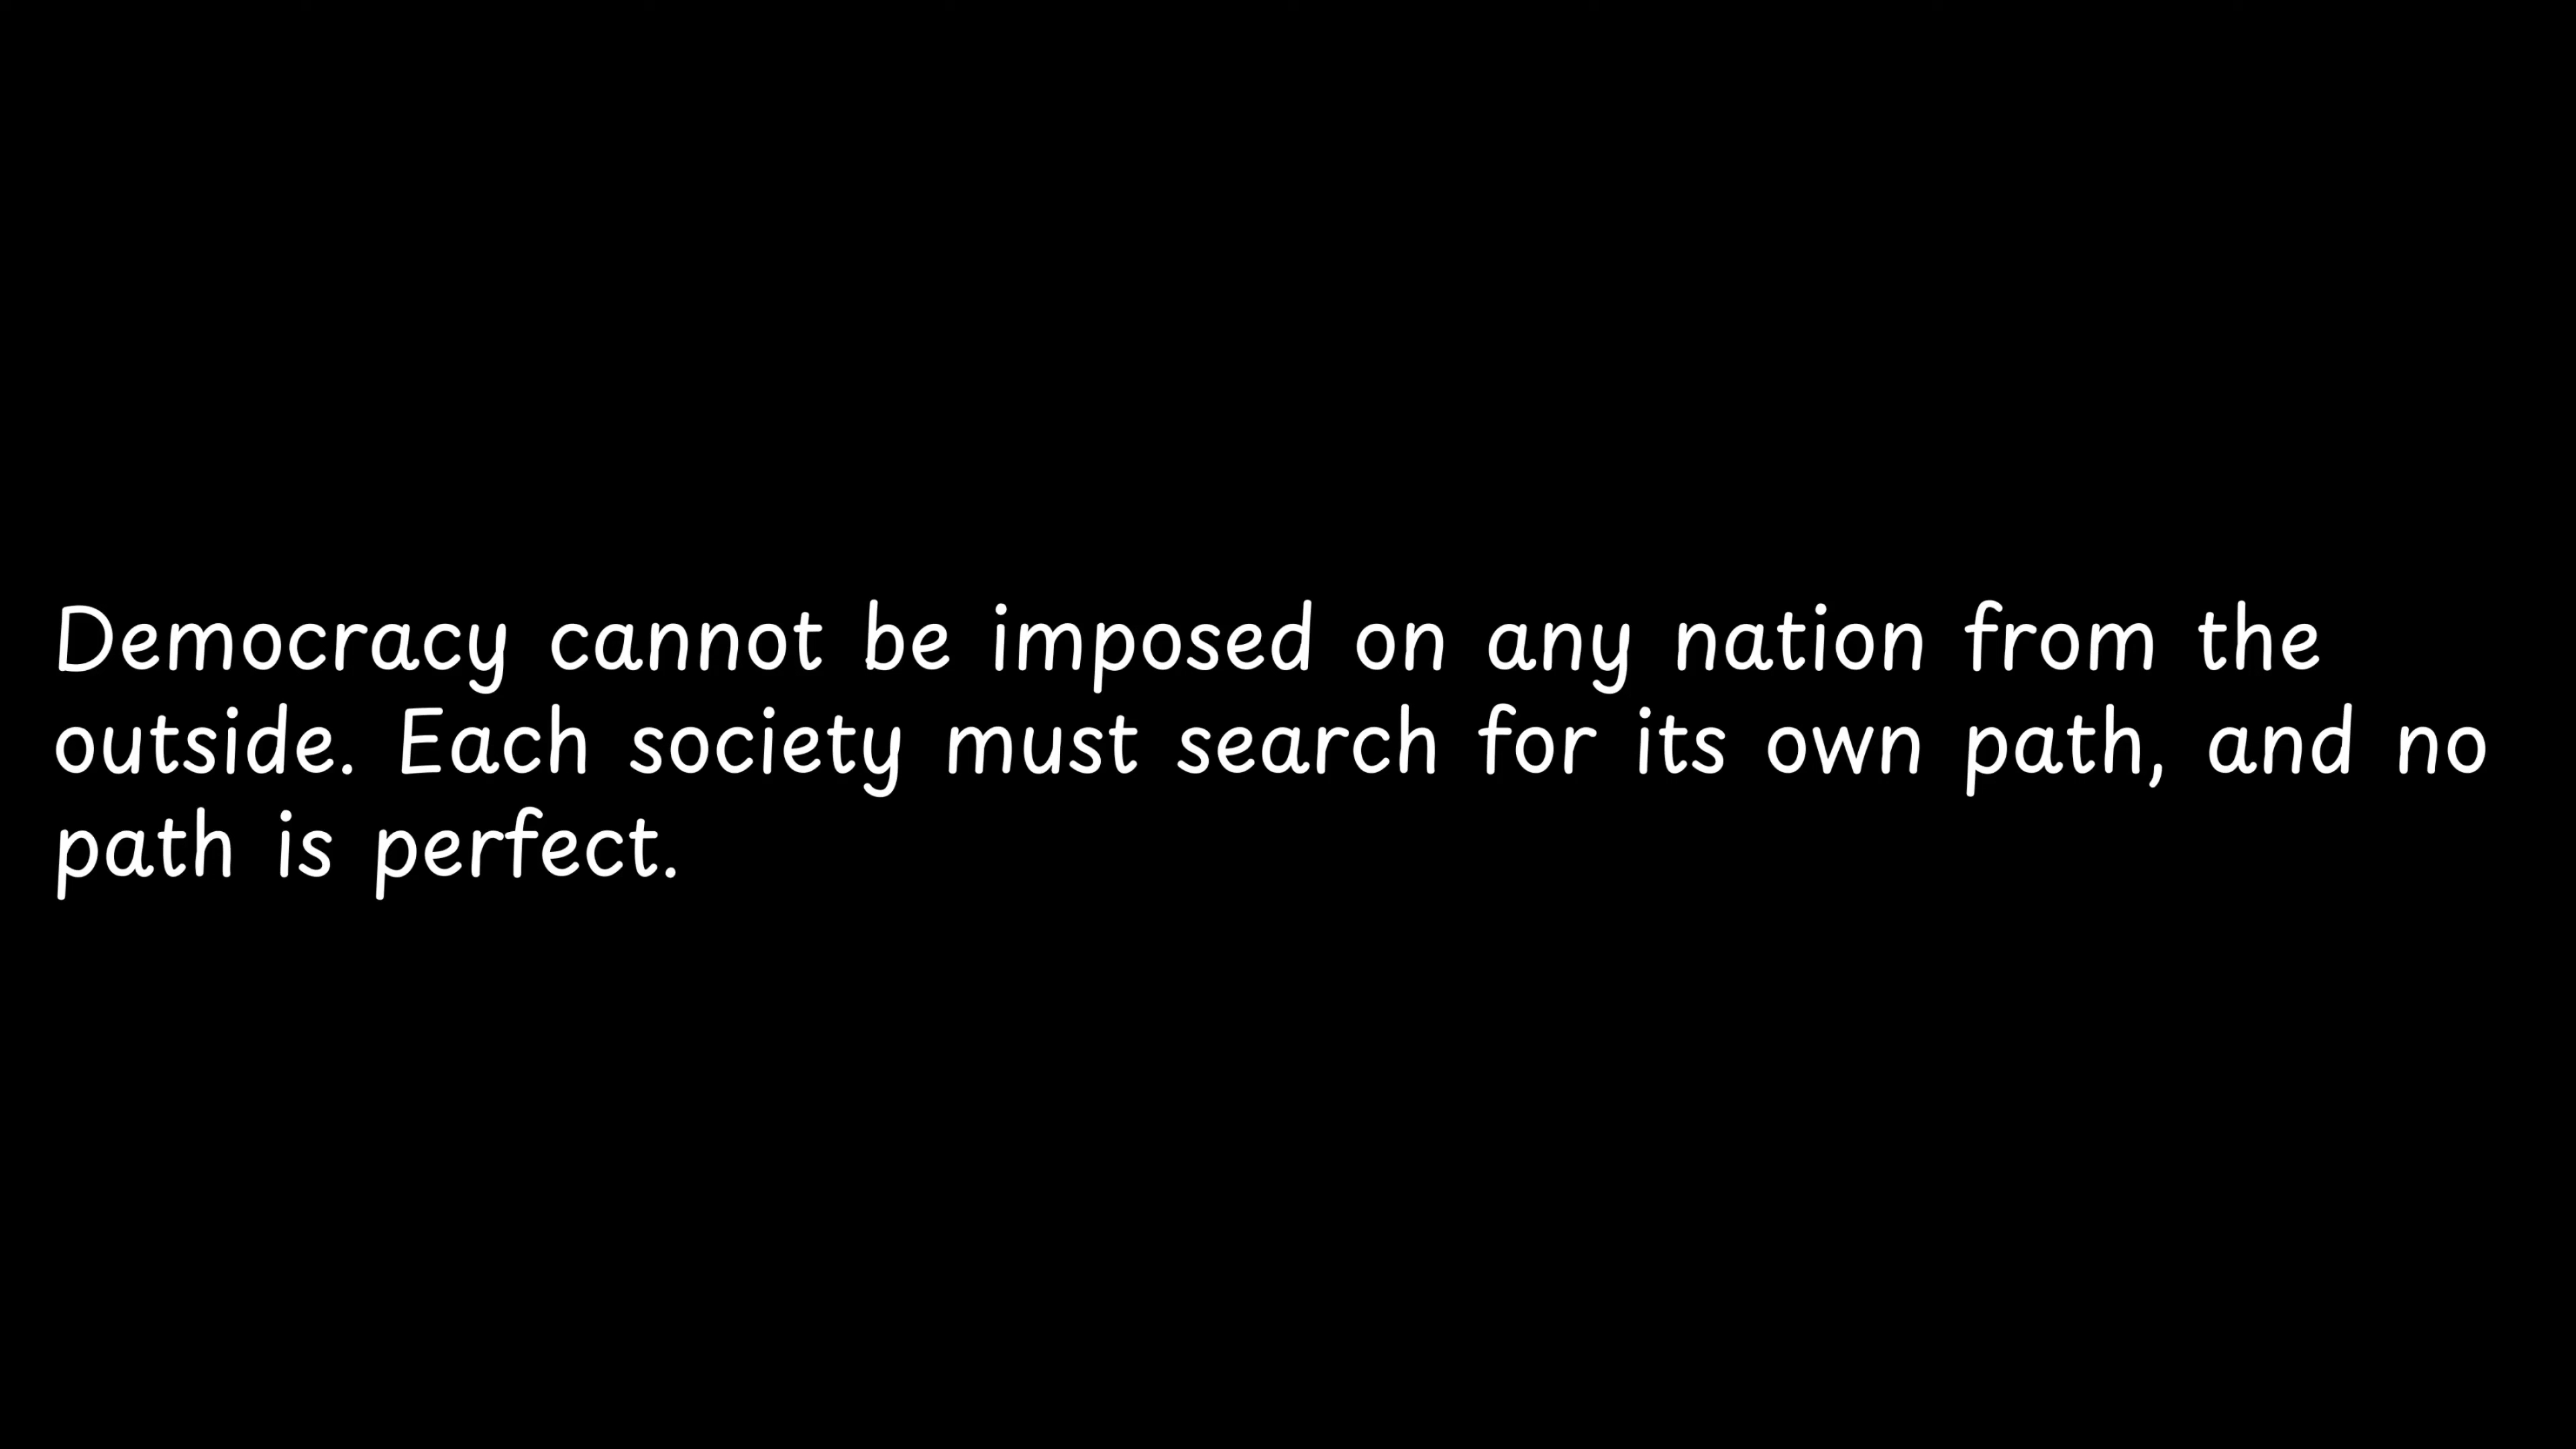 Democracy cannot be imposed on any nation from the
outside. Each society must search for its own path, and no
path is perfect.